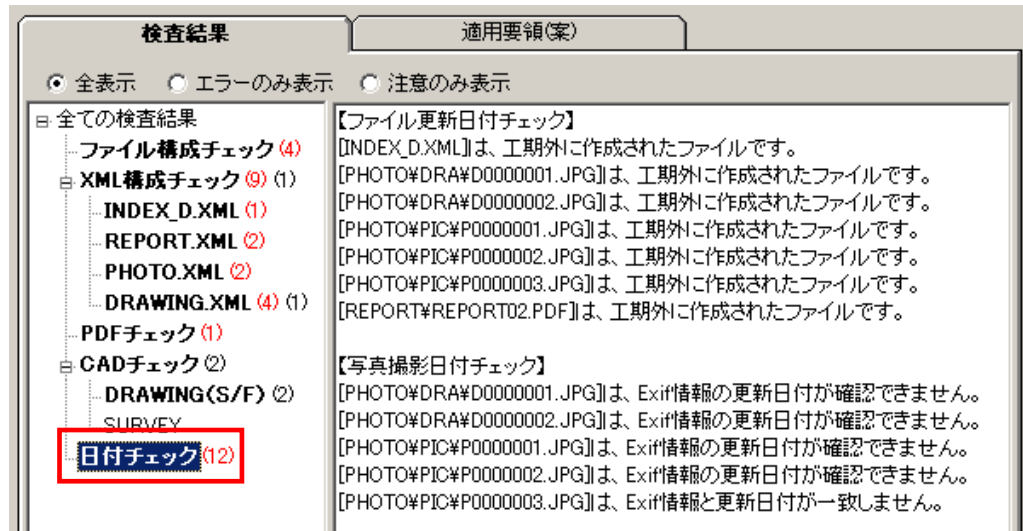 検査結果
適用要領(案)
全表示 エラーのみ表示 注意のみ表示
全ての検査結果
ファイル構成チェック (4)
XML構成チェック (9) (1)
INDEX_D.XML (1)
REPORT.XML (2)
PHOTO.XML (2)
DRAWING.XML (4) (1)
PDFチェック (1)
CADチェック (2)
DRAWING(S/F) (2)
SURVEY
日付チェック (12)
【ファイル更新日付チェック】
[INDEX_D.XML]は、工期外に作成されたファイルです。
[PHOTO¥DRA¥D0000001.JPG]は、工期外に作成されたファイルです。
[PHOTO¥DRA¥D0000002.JPG]は、工期外に作成されたファイルです。
[PHOTO¥PIC¥P0000001.JPG]は、工期外に作成されたファイルです。
[PHOTO¥PIC¥P0000002.JPG]は、工期外に作成されたファイルです。
[PHOTO¥PIC¥P0000003.JPG]は、工期外に作成されたファイルです。
[REPORT¥REPORT02.PDF]は、工期外に作成されたファイルです。
【写真撮影日付チェック】
[PHOTO¥DRA¥D0000001.JPG]は、Exif情報の更新日付が確認できません。
[PHOTO¥DRA¥D0000002.JPG]は、Exif情報の更新日付が確認できません。
[PHOTO¥PIC¥P0000001.JPG]は、Exif情報の更新日付が確認できません。
[PHOTO¥PIC¥P0000002.JPG]は、Exif情報の更新日付が確認できません。
[PHOTO¥PIC¥P0000003.JPG]は、Exif情報と更新日付が一致しません。